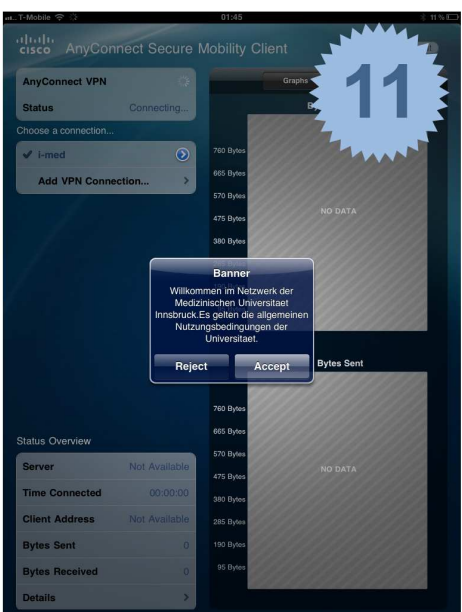 T-Mobile 01:45 11 %
cisco AnyConnect Secure Mobility Client
11
AnyConnect VPN
Status Connecting...
Choose a connection...
i-med
Add VPN Connection...
Graphs
760 Bytes
665 Bytes
570 Bytes
475 Bytes
380 Bytes
NO DATA
Banner
Willkommen im Netzwerk der
Medizinischen Universitaet
Innsbruck.Es gelten die allgemeinen
Nutzungsbedingungen der
Universitaet.
Reject Accept
Bytes Sent
760 Bytes
665 Bytes
570 Bytes
475 Bytes
380 Bytes
285 Bytes
190 Bytes
95 Bytes
NO DATA
Status Overview
Server Not Available
Time Connected 00:00:00
Client Address Not Available
Bytes Sent 0
Bytes Received 0
Details